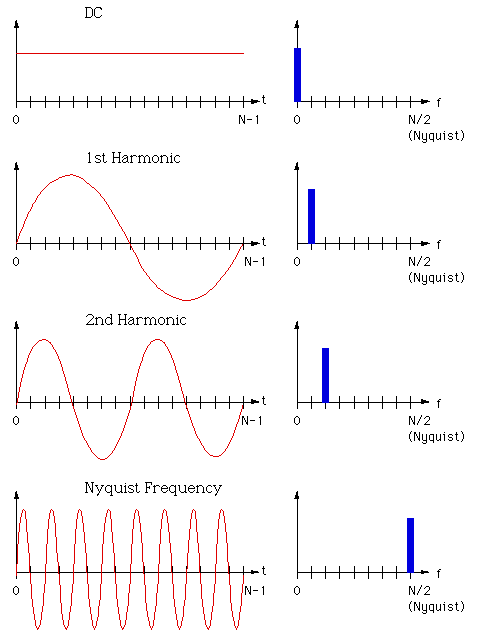 DC
t
0
N-1
f
0
N/2
(Nyquist)
1st Harmonic
t
0
N-1
f
0
N/2
(Nyquist)
2nd Harmonic
t
0
N-1
f
0
N/2
(Nyquist)
Nyquist Frequency
t
0
N-1
f
0
N/2
(Nyquist)